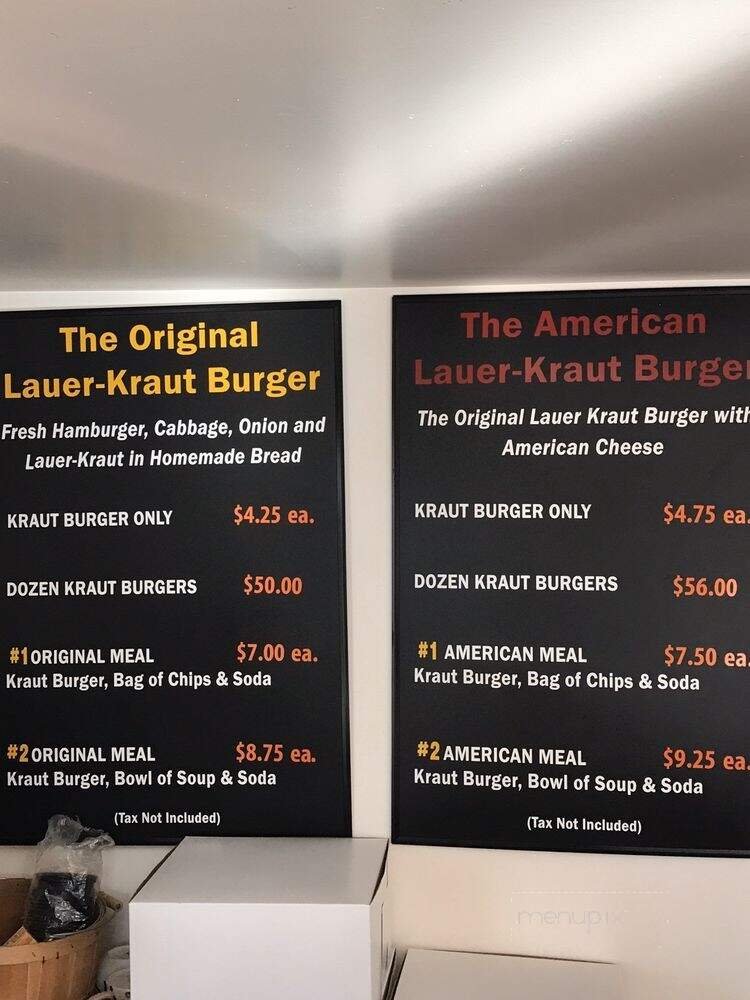 The Original
Lauer-Kraut Burger
Fresh Hamburger, Cabbage, Onion and
Lauer-Kraut in Homemade Bread
KRAUT BURGER ONLY $4.25 ea.
DOZEN KRAUT BURGERS $50.00
#1 ORIGINAL MEAL $7.00 ea.
Kraut Burger, Bag of Chips & Soda
#2 ORIGINAL MEAL $8.75 ea.
Kraut Burger, Bowl of Soup & Soda
(Tax Not Included)
The American
Lauer-Kraut Burger
The Original Lauer Kraut Burger with
American Cheese
KRAUT BURGER ONLY $4.75 ea.
DOZEN KRAUT BURGERS $56.00
#1 AMERICAN MEAL $7.50 ea.
Kraut Burger, Bag of Chips & Soda
#2 AMERICAN MEAL $9.25 ea.
Kraut Burger, Bowl of Soup & Soda
(Tax Not Included)
menupix